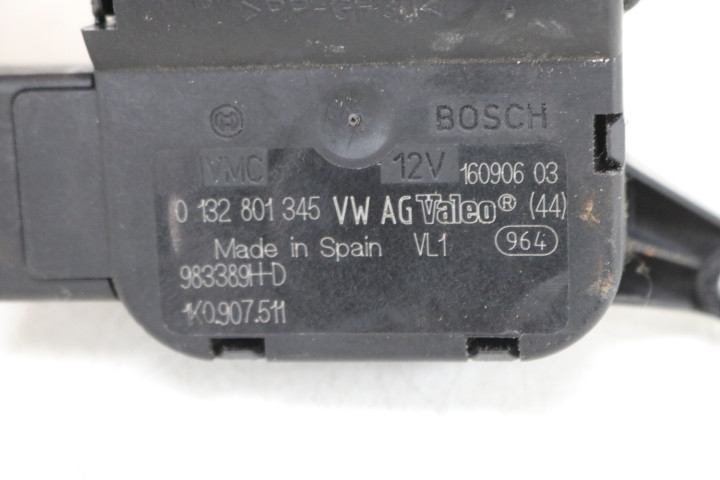 BOSCH
VMC 12V 160906 03
0 132 801 345 VW AG Valeo® (44)
Made in Spain VL1 964
983389H-D
1K0.907.511